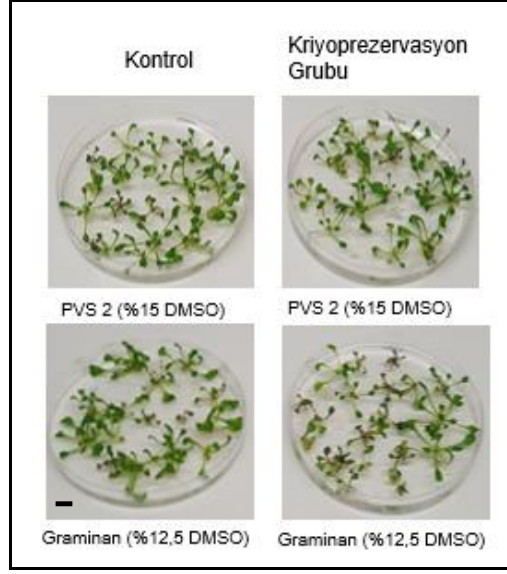 Kontrol
Kriyoprezervasyon
Grubu
PVS 2 (%15 DMSO)
PVS 2 (%15 DMSO)
Graminan (%12,5 DMSO)
Graminan (%12,5 DMSO)